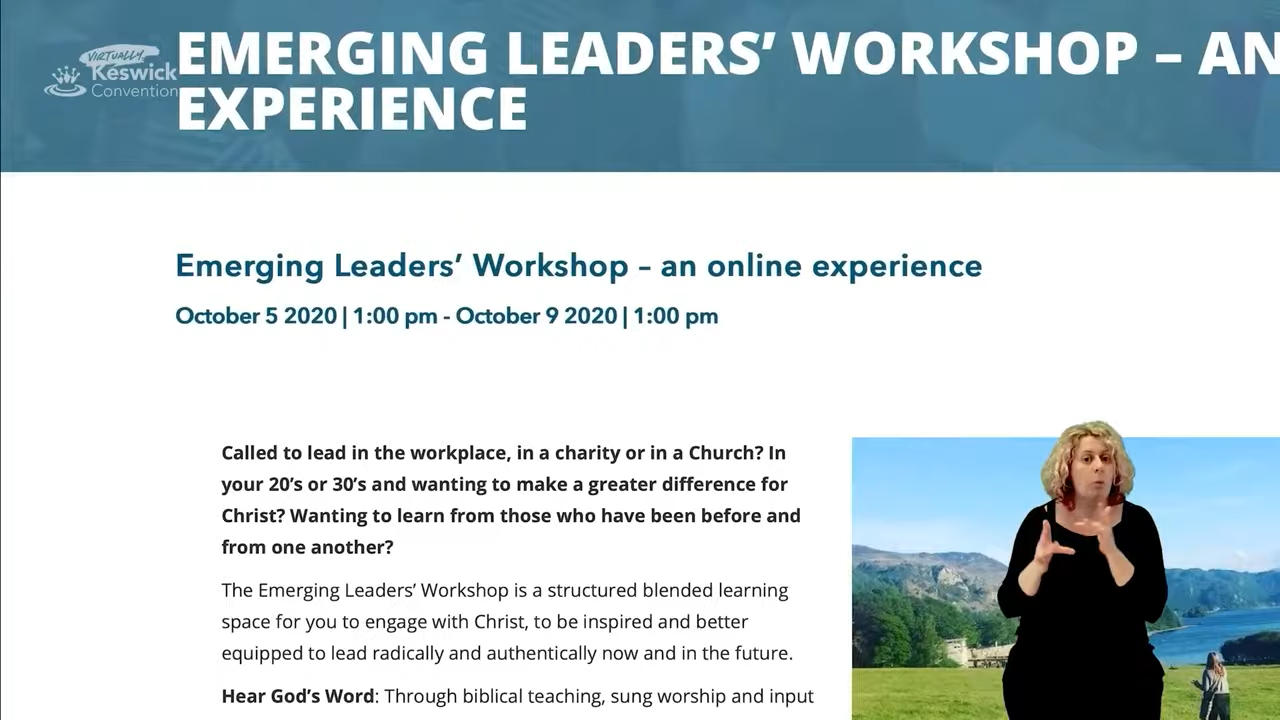 EMERGING LEADERS’ WORKSHOP – AN
EXPERIENCE
VIRTUALLY
Keswick
Convention
Emerging Leaders’ Workshop – an online experience
October 5 2020 | 1:00 pm - October 9 2020 | 1:00 pm
Called to lead in the workplace, in a charity or in a Church? In
your 20’s or 30’s and wanting to make a greater difference for
Christ? Wanting to learn from those who have been before and
from one another?
The Emerging Leaders’ Workshop is a structured blended learning
space for you to engage with Christ, to be inspired and better
equipped to lead radically and authentically now and in the future.
Hear God’s Word: Through biblical teaching, sung worship and input